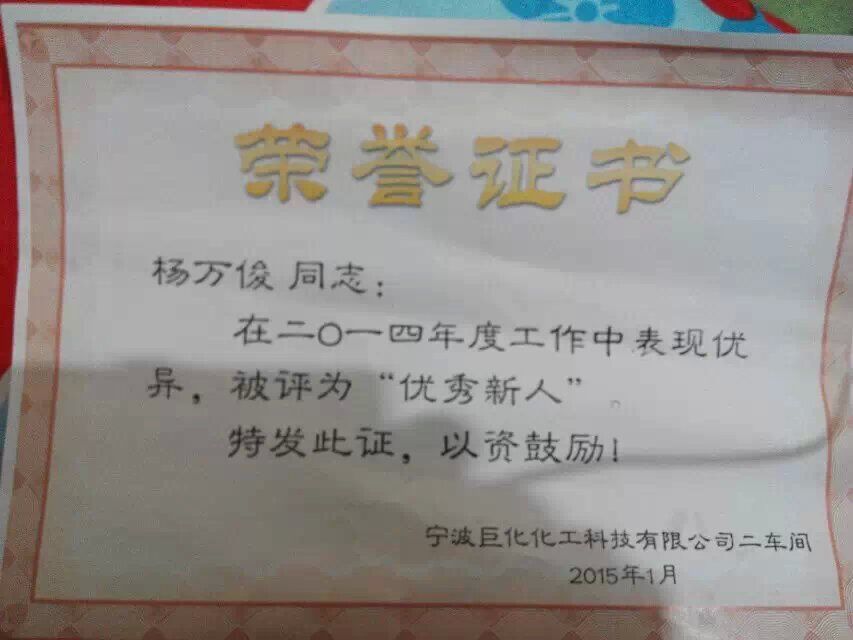 荣誉证书
杨万俊 同志：
在二〇一四年度工作中表现优
异，被评为“优秀新人”。
特发此证，以资鼓励！
宁波巨化化工科技有限公司二车间
2015年1月